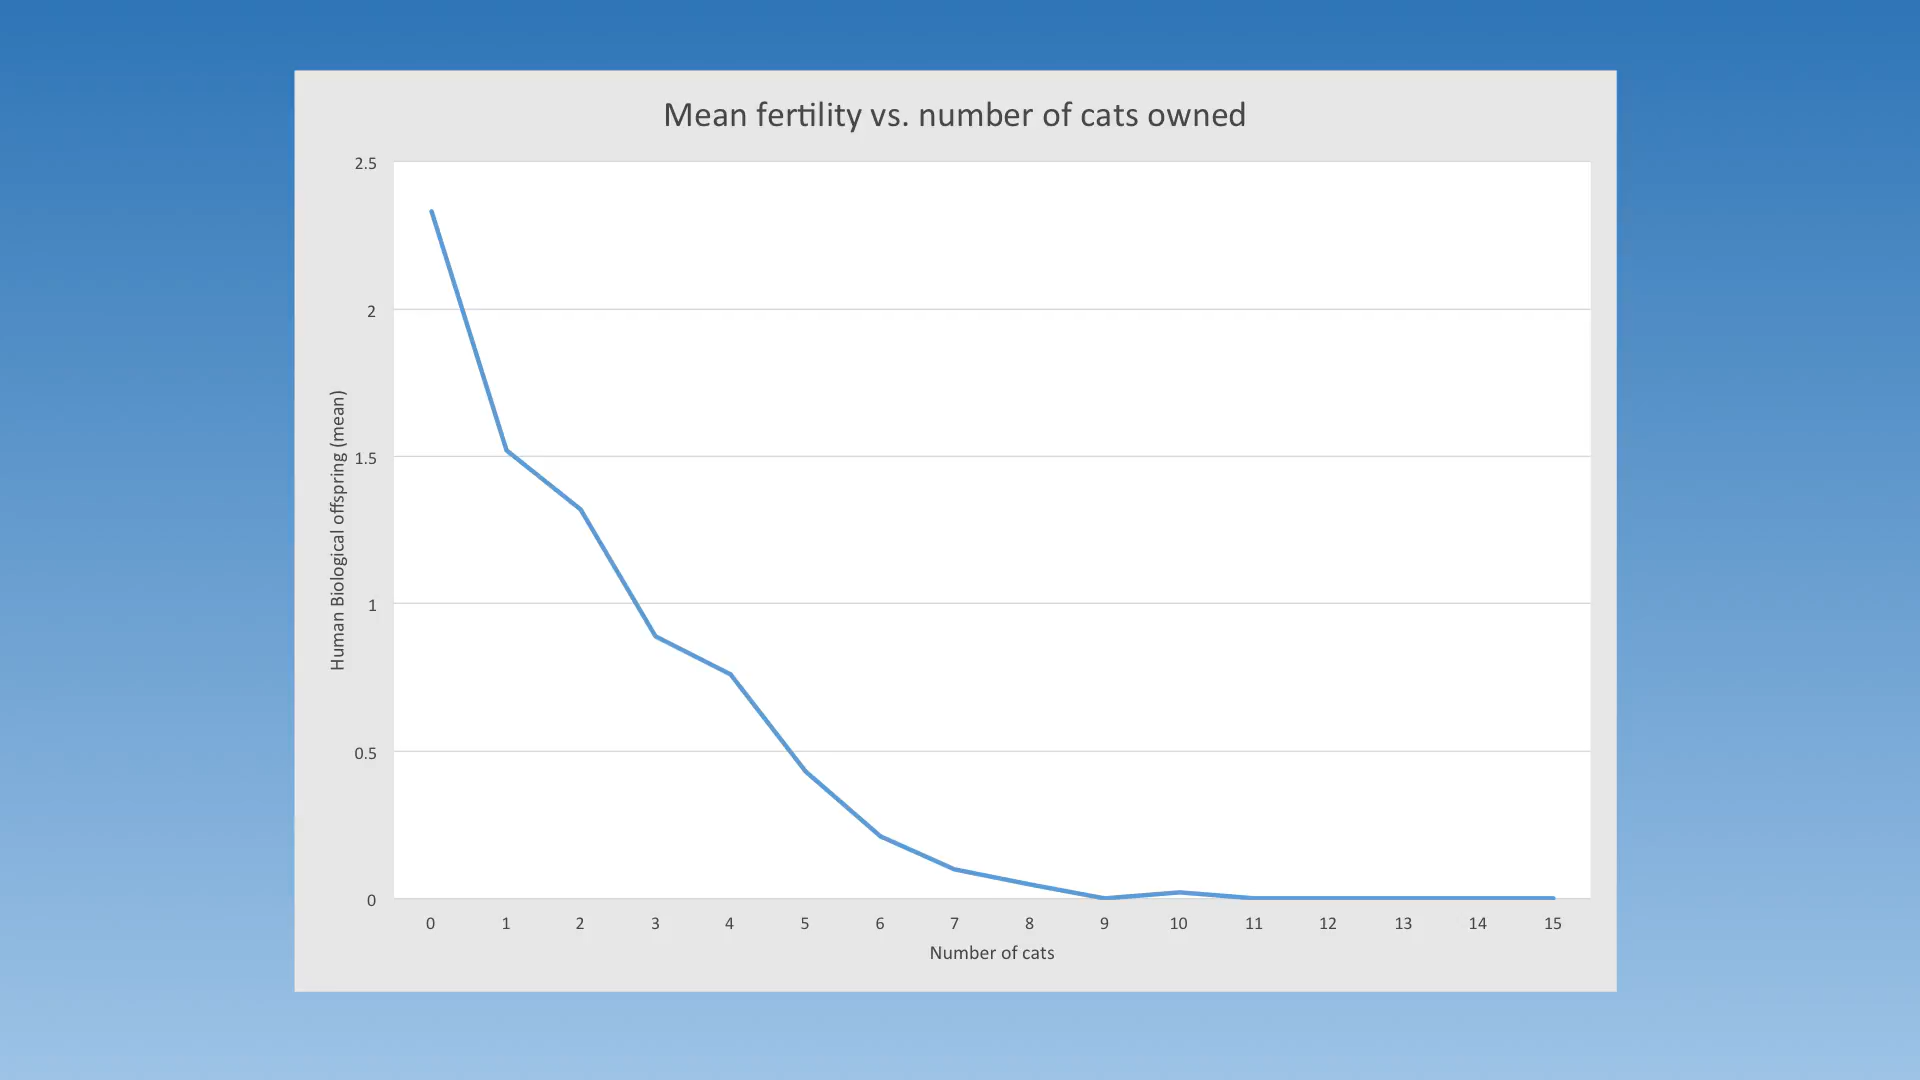 Mean fertility vs. number of cats owned
2.5
2
1.5
1
0.5
0
Human Biological offspring (mean)
0 1 2 3 4 5 6 7 8 9 10 11 12 13 14 15
Number of cats